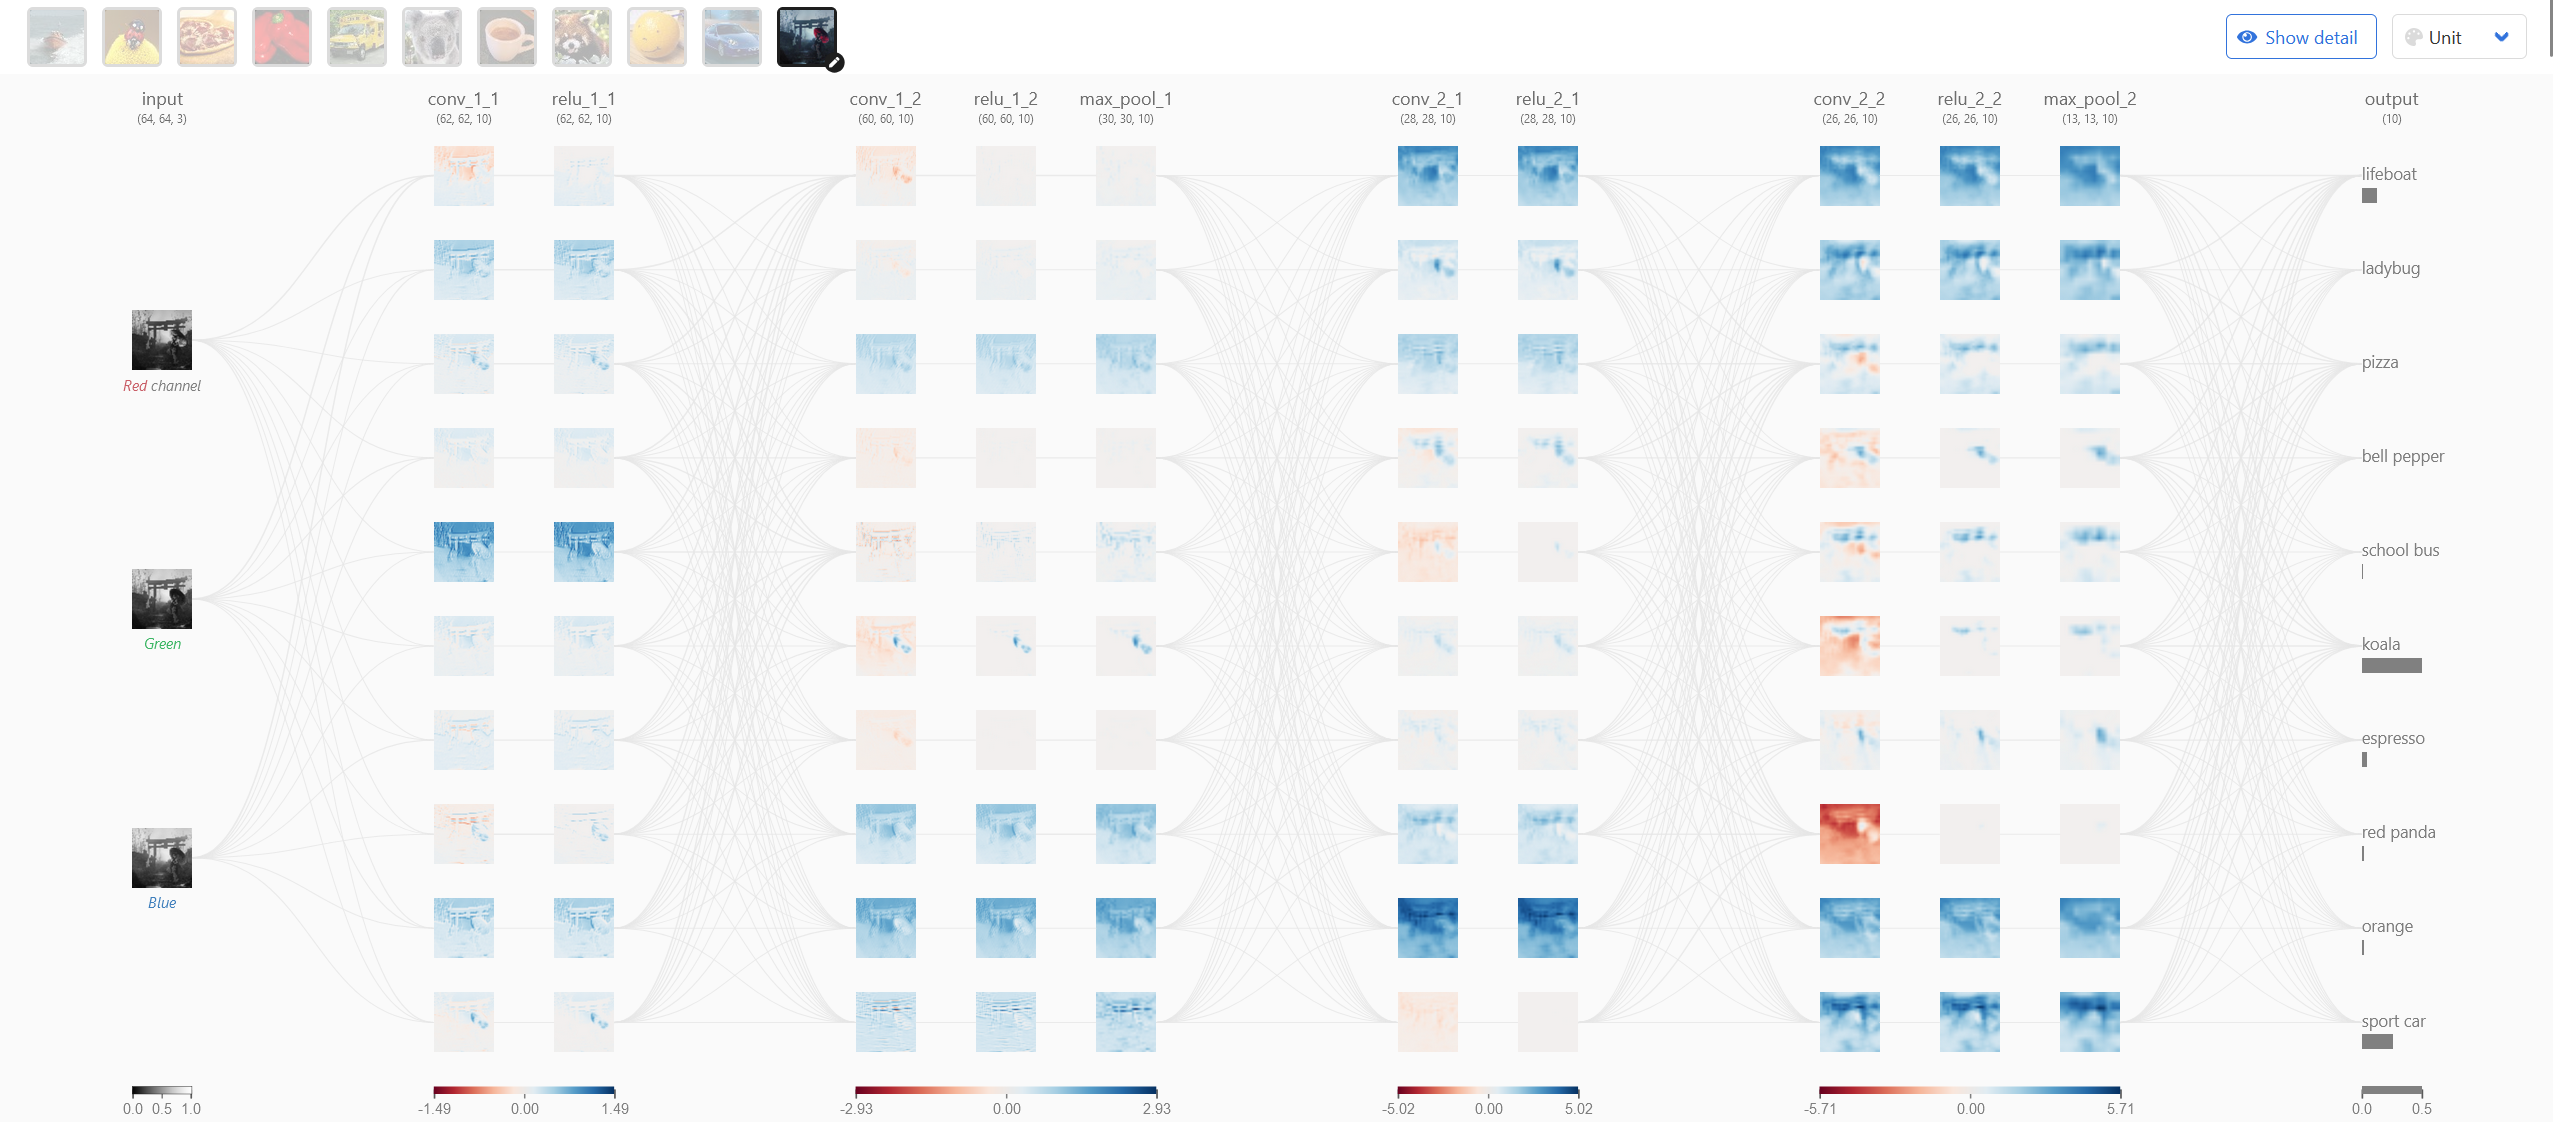 Show detail
Unit
input
(64, 64, 3)
conv_1_1
(62, 62, 10)
relu_1_1
(62, 62, 10)
conv_1_2
(60, 60, 10)
relu_1_2
(60, 60, 10)
max_pool_1
(30, 30, 10)
conv_2_1
(28, 28, 10)
relu_2_1
(28, 28, 10)
conv_2_2
(26, 26, 10)
relu_2_2
(26, 26, 10)
max_pool_2
(13, 13, 10)
output
(10)
Red channel
Green
Blue
lifeboat
ladybug
pizza
bell pepper
school bus
koala
espresso
red panda
orange
sport car
0.0 0.5 1.0
-1.49 0.00 1.49
-2.93 0.00 2.93
-5.02 0.00 5.02
-5.71 0.00 5.71
0.0 0.5